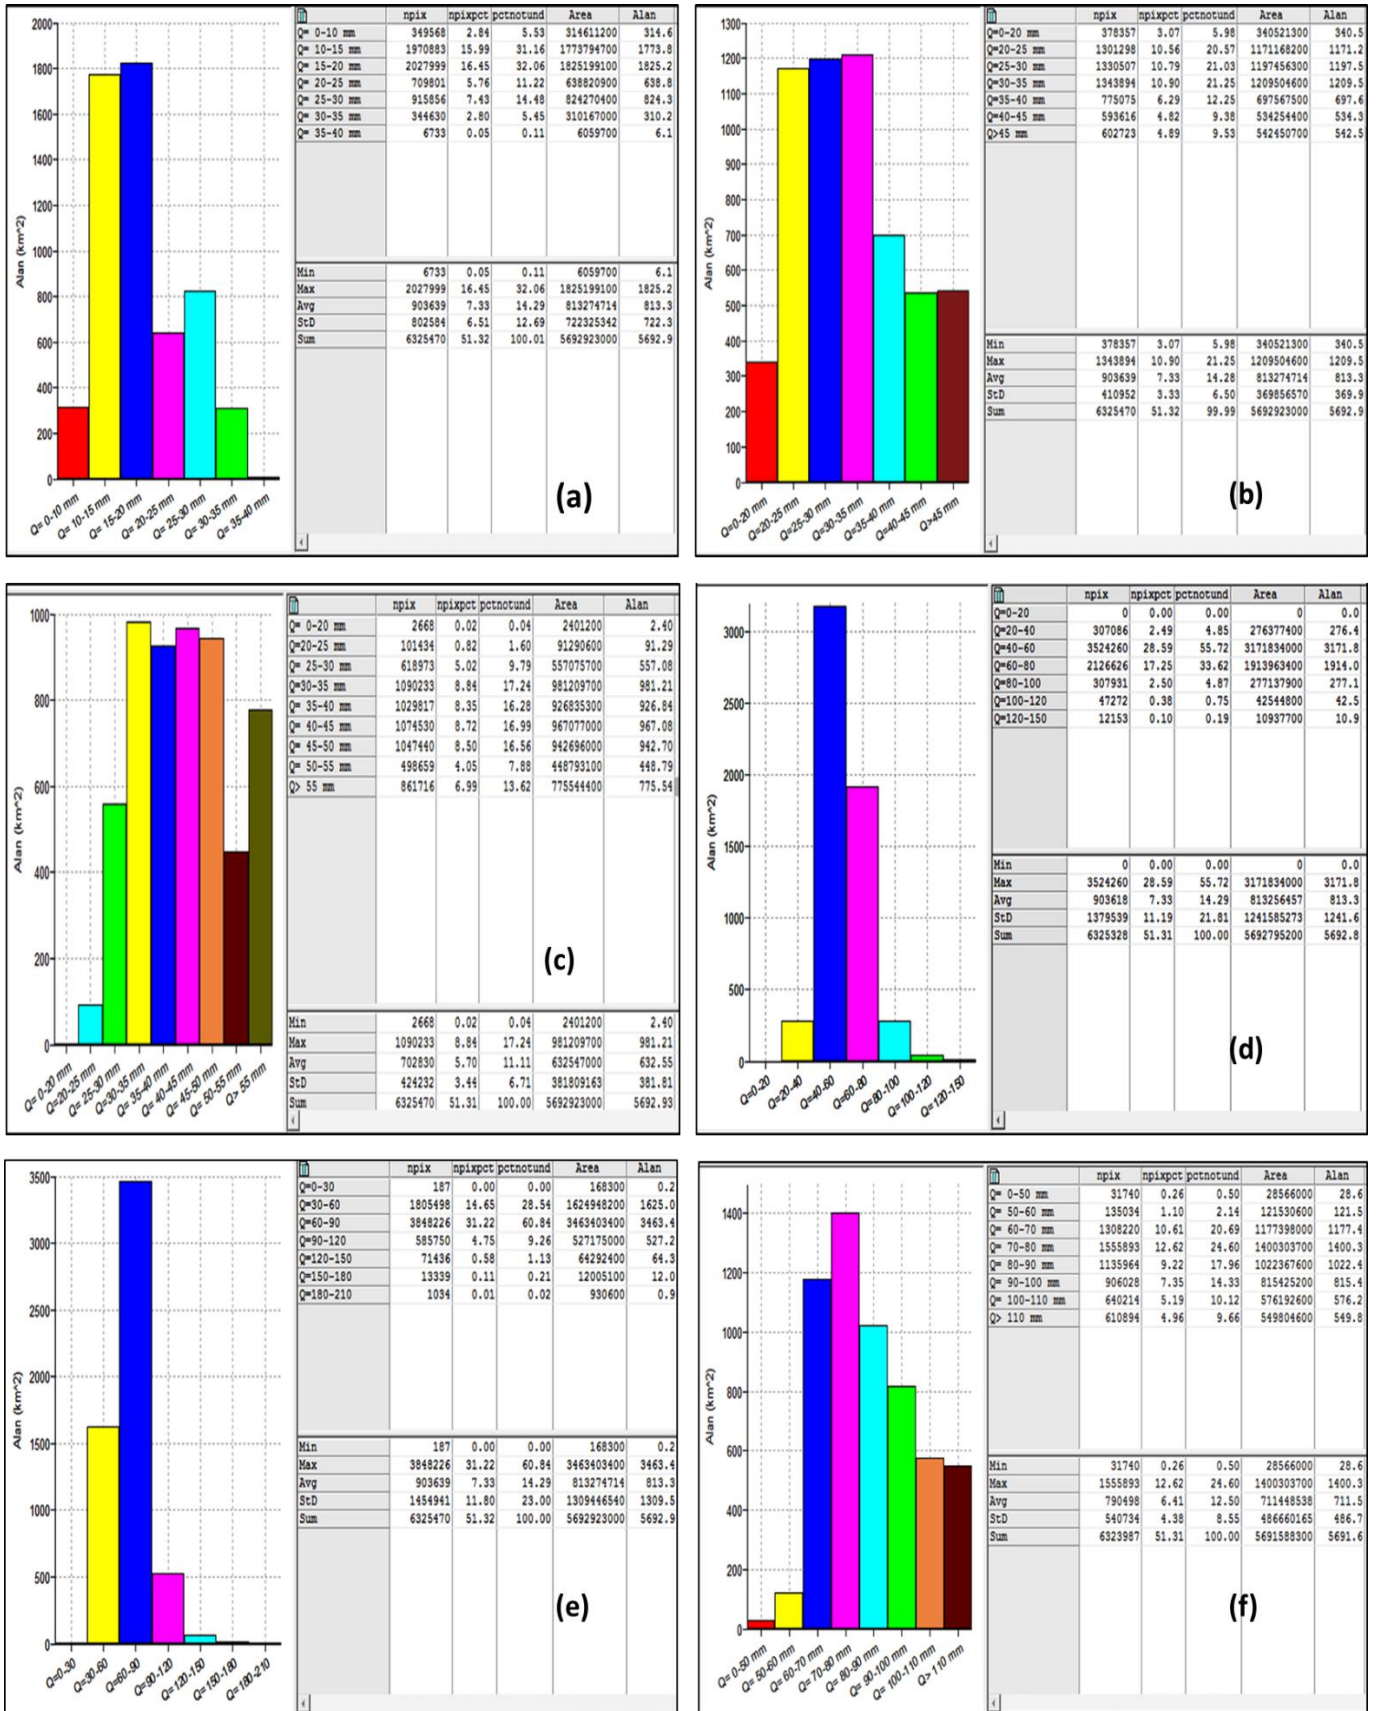 2000
1800
1600
1400
1200
1000
800
600
400
200
0
Alan (km^2)
Q= 0-10 mm
Q= 10-15 mm
Q= 15-20 mm
Q= 20-25 mm
Q= 25-30 mm
Q= 30-35 mm
Q= 35-40 mm
npix npixpct pctnotund Area Alan
Q= 0-10 mm 349568 2.84 5.53 314611200 314.6
Q= 10-15 mm 1970883 15.99 31.16 1773794700 1773.8
Q= 15-20 mm 2027999 16.45 32.06 1825199100 1825.2
Q= 20-25 mm 709801 5.76 11.22 638820900 638.8
Q= 25-30 mm 915856 7.43 14.48 824270400 824.3
Q= 30-35 mm 344630 2.80 5.45 310167000 310.2
Q= 35-40 mm 6733 0.05 0.11 6059700 6.1
Min 6733 0.05 0.11 6059700 6.1
Max 2027999 16.45 32.06 1825199100 1825.2
Avg 903639 7.33 14.29 813274714 813.3
StD 802584 6.51 12.69 722325342 722.3
Sum 6325470 51.32 100.01 5692923000 5692.9
(a)
1300
1200
1100
1000
900
800
700
600
500
400
300
200
100
0
Alan (km^2)
Q=0-20 mm
Q=20-25 mm
Q=25-30 mm
Q=30-35 mm
Q=35-40 mm
Q=40-45 mm
Q>45 mm
npix npixpct pctnotund Area Alan
Q=0-20 mm 378357 3.07 5.98 340521300 340.5
Q=20-25 mm 1301298 10.56 20.57 1171168200 1171.2
Q=25-30 mm 1330507 10.79 21.03 1197456300 1197.5
Q=30-35 mm 1343894 10.90 21.25 1209504600 1209.5
Q=35-40 mm 775075 6.29 12.25 697567500 697.6
Q=40-45 mm 593616 4.82 9.38 534254400 534.3
Q>45 mm 602723 4.89 9.53 542450700 542.5
Min 378357 3.07 5.98 340521300 340.5
Max 1343894 10.90 21.25 1209504600 1209.5
Avg 903639 7.33 14.28 813274714 813.3
StD 410952 3.33 6.50 369856570 369.9
Sum 6325470 51.32 99.99 5692923000 5692.9
(b)
1000
800
600
400
200
0
Alan (km^2)
Q= 0-20 mm
Q=20-25 mm
Q= 25-30 mm
Q=30-35 mm
Q= 35-40 mm
Q= 40-45 mm
Q= 45-50 mm
Q= 50-55 mm
Q> 55 mm
npix npixpct pctnotund Area Alan
Q= 0-20 mm 2668 0.02 0.04 2401200 2.40
Q=20-25 mm 101434 0.82 1.60 91290600 91.29
Q= 25-30 mm 618973 5.02 9.79 557075700 557.08
Q=30-35 mm 1090233 8.84 17.24 981209700 981.21
Q= 35-40 mm 1029817 8.35 16.28 926835300 926.84
Q= 40-45 mm 1074530 8.72 16.99 967077000 967.08
Q= 45-50 mm 1047440 8.50 16.56 942696000 942.70
Q= 50-55 mm 498659 4.05 7.88 448793100 448.79
Q> 55 mm 861716 6.99 13.62 775544400 775.54
Min 2668 0.02 0.04 2401200 2.40
Max 1090233 8.84 17.24 981209700 981.21
Avg 702830 5.70 11.11 632547000 632.55
StD 424232 3.44 6.71 381809163 381.81
Sum 6325470 51.31 100.00 5692923000 5692.93
(c)
3000
2500
2000
1500
1000
500
0
Alan (km^2)
Q=0-20
Q=20-40
Q=40-60
Q=60-80
Q=80-100
Q=100-120
Q=120-150
npix npixpct pctnotund Area Alan
Q=0-20 0 0.00 0.00 0 0.0
Q=20-40 307086 2.49 4.85 276377400 276.4
Q=40-60 3524260 28.59 55.72 3171834000 3171.8
Q=60-80 2126626 17.25 33.62 1913963400 1914.0
Q=80-100 307931 2.50 4.87 277137900 277.1
Q=100-120 47272 0.38 0.75 42544800 42.5
Q=120-150 12153 0.10 0.19 10937700 10.9
Min 0 0.00 0.00 0 0.0
Max 3524260 28.59 55.72 3171834000 3171.8
Avg 903618 7.33 14.29 813256457 813.3
StD 1379539 11.19 21.81 1241585273 1241.6
Sum 6325328 51.31 100.00 5692795200 5692.8
(d)
3500
3000
2500
2000
1500
1000
500
0
Alan (km^2)
Q=0-30
Q=30-60
Q=60-90
Q=90-120
Q=120-150
Q=150-180
Q=180-210
npix npixpct pctnotund Area Alan
Q=0-30 187 0.00 0.00 168300 0.2
Q=30-60 1805498 14.65 28.54 1624948200 1625.0
Q=60-90 3848226 31.22 60.84 3463403400 3463.4
Q=90-120 585750 4.75 9.26 527175000 527.2
Q=120-150 71436 0.58 1.13 64292400 64.3
Q=150-180 13339 0.11 0.21 12005100 12.0
Q=180-210 1034 0.01 0.02 930600 0.9
Min 187 0.00 0.00 168300 0.2
Max 3848226 31.22 60.84 3463403400 3463.4
Avg 903639 7.33 14.29 813274714 813.3
StD 1454941 11.80 23.00 1309446540 1309.5
Sum 6325470 51.32 100.00 5692923000 5692.9
(e)
1400
1200
1000
800
600
400
200
0
Alan (km^2)
Q= 0-50 mm
Q= 50-60 mm
Q= 60-70 mm
Q= 70-80 mm
Q= 80-90 mm
Q= 90-100 mm
Q= 100-110 mm
Q> 110 mm
npix npixpct pctnotund Area Alan
Q= 0-50 mm 31740 0.26 0.50 28566000 28.6
Q= 50-60 mm 135034 1.10 2.14 121530600 121.5
Q= 60-70 mm 1308220 10.61 20.69 1177398000 1177.4
Q= 70-80 mm 1555893 12.62 24.60 1400303700 1400.3
Q= 80-90 mm 1135964 9.22 17.96 1022367600 1022.4
Q= 90-100 mm 906028 7.35 14.33 815425200 815.4
Q= 100-110 mm 640214 5.19 10.12 576192600 576.2
Q> 110 mm 610894 4.96 9.66 549804600 549.8
Min 31740 0.26 0.50 28566000 28.6
Max 1555893 12.62 24.60 1400303700 1400.3
Avg 790498 6.41 12.50 711448538 711.5
StD 540734 4.38 8.55 486660165 486.7
Sum 6323987 51.31 100.00 5691588300 5691.6
(f)